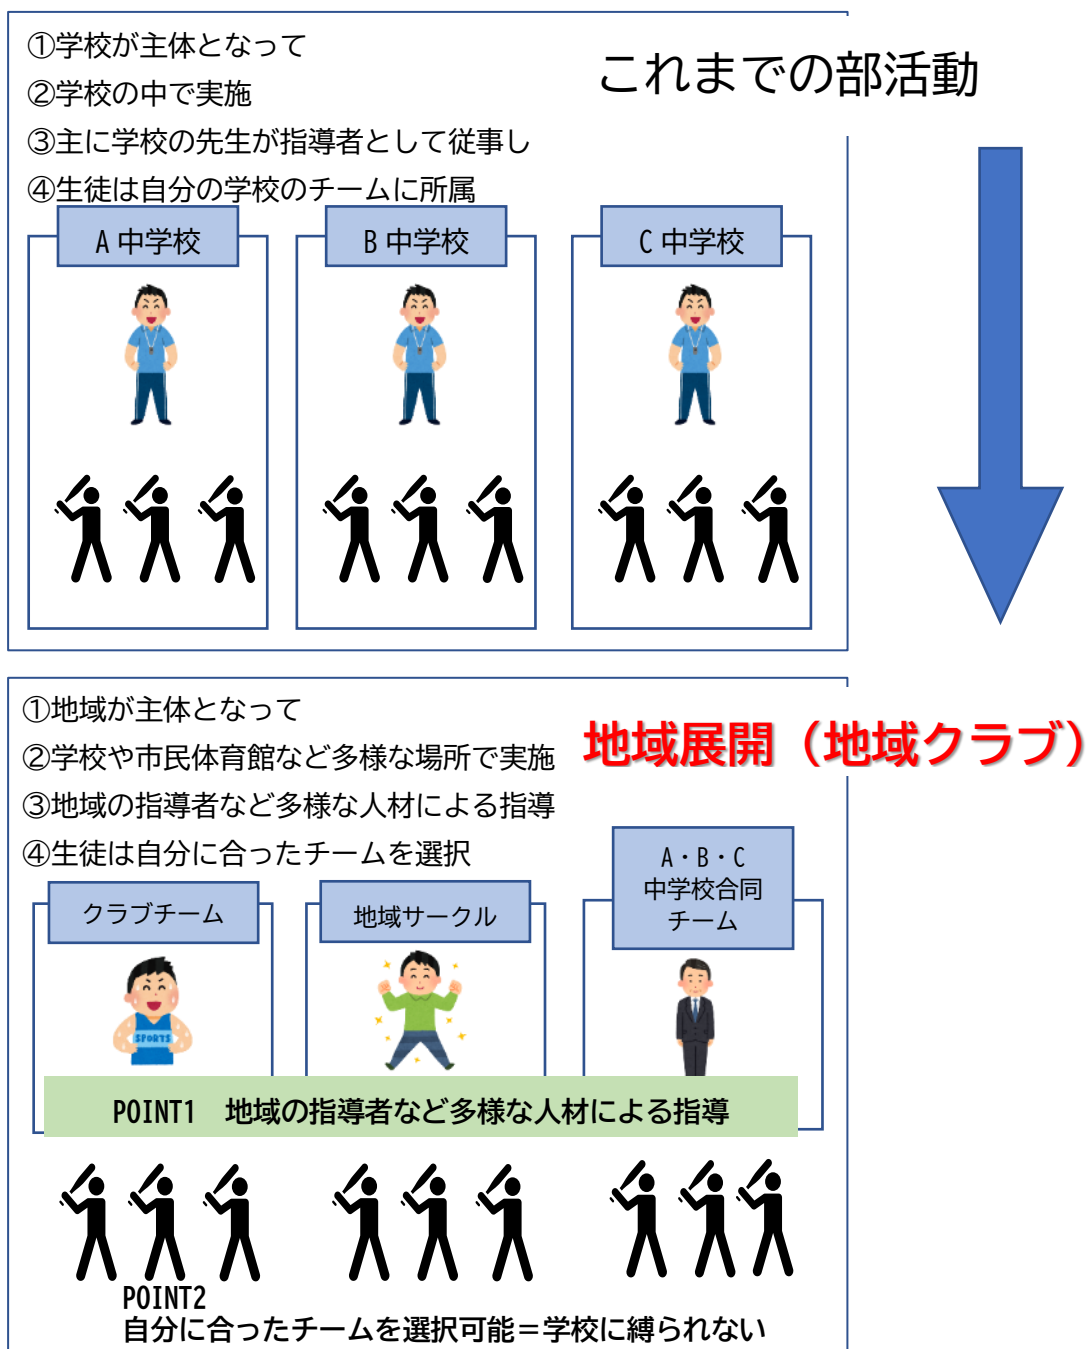 ①学校が主体となって
これまでの部活動
②学校の中で実施
③主に学校の先生が指導者として従事し
④生徒は自分の学校のチームに所属
A 中学校
B 中学校
C 中学校
①地域が主体となって
地域展開（地域クラブ）
②学校や市民体育館など多様な場所で実施
③地域の指導者など多様な人材による指導
④生徒は自分に合ったチームを選択
クラブチーム
地域サークル
A・B・C
中学校合同
チーム
SPORTS
POINT1　地域の指導者など多様な人材による指導
POINT2
自分に合ったチームを選択可能＝学校に縛られない